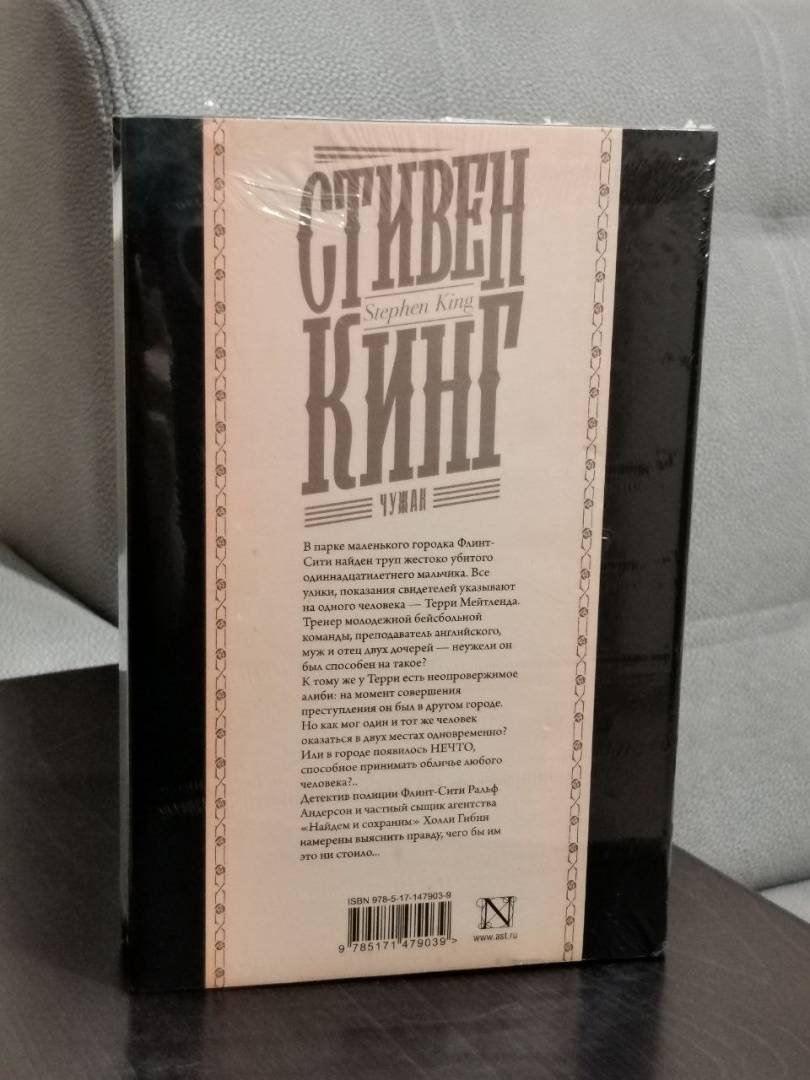 СТИВЕН
Stephen King
КИНГ
ЧУЖАК
В парке маленького городка Флинт-
Сити найден труп жестоко убитого
одиннадцатилетнего мальчика. Все
улики, показания свидетелей указывают
на одного человека — Терри Мейтленда.
Тренер молодежной бейсбольной
команды, преподаватель английского,
муж и отец двух дочерей — неужели он
был способен на такое?
К тому же у Терри есть неопровержимое
алиби: на момент совершения
преступления он был в другом городе.
Но как мог один и тот же человек
оказаться в двух местах одновременно?
Или в городе появилось НЕЧТО,
способное принимать обличье любого
человека?..
Детектив полиции Флинт-Сити Ральф
Андерсон и частный сыщик агентства
«Найдем и сохраним» Холли Гибни
намерены выяснить правду, чего бы им
это ни стоило...
ISBN 978-5-17-147903-9
9 785171 479039 >
N
www.ast.ru